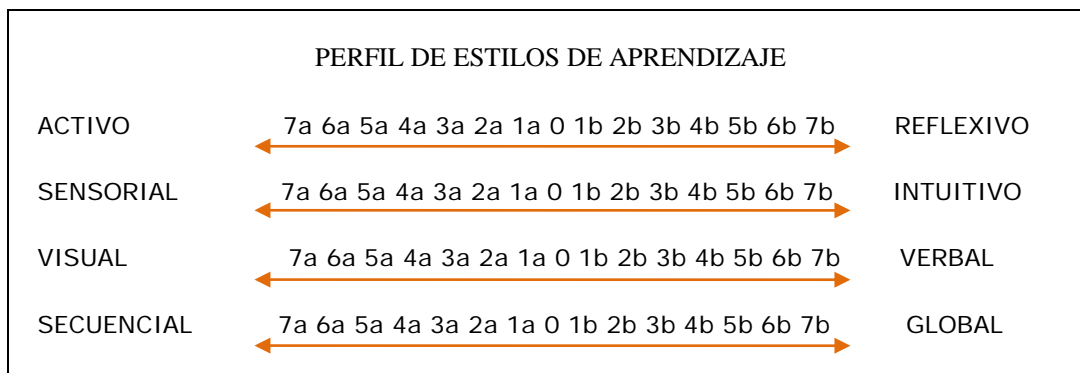 PERFIL DE ESTILOS DE APRENDIZAJE
ACTIVO 7a 6a 5a 4a 3a 2a 1a 0 1b 2b 3b 4b 5b 6b 7b REFLEXIVO
SENSORIAL 7a 6a 5a 4a 3a 2a 1a 0 1b 2b 3b 4b 5b 6b 7b INTUITIVO
VISUAL 7a 6a 5a 4a 3a 2a 1a 0 1b 2b 3b 4b 5b 6b 7b VERBAL
SECUENCIAL 7a 6a 5a 4a 3a 2a 1a 0 1b 2b 3b 4b 5b 6b 7b GLOBAL